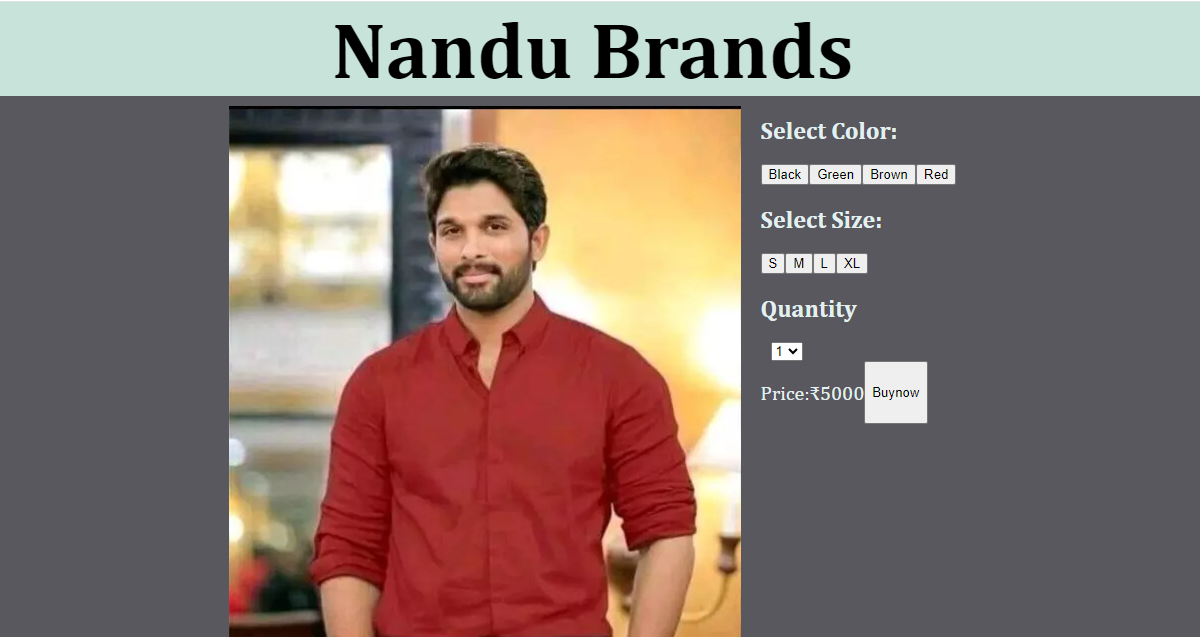 Nandu Brands
Select Color:
Black Green Brown Red
Select Size:
S M L XL
Quantity
1
Price:₹5000 Buynow